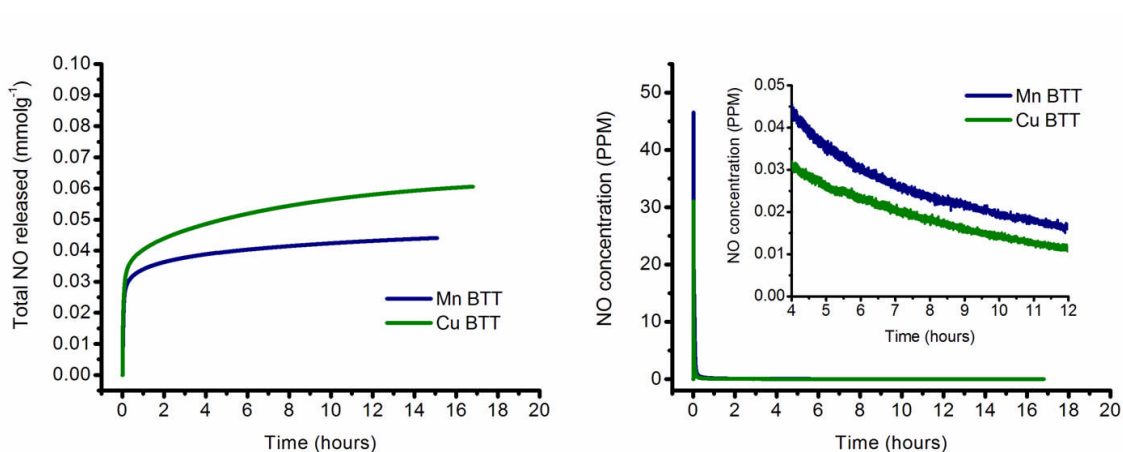 Total NO released (mmolg-1)
0.10
0.09
0.08
0.07
0.06
0.05
0.04
0.03
0.02
0.01
0.00
Mn BTT
Cu BTT
0 2 4 6 8 10 12 14 16 18 20
Time (hours)
NO concentration (PPM)
50
40
30
20
10
0
0 2 4 6 8 10 12 14 16 18 20
Time (hours)
NO concentration (PPM)
0.05
0.04
0.03
0.02
0.01
0.00
Mn BTT
Cu BTT
4 5 6 7 8 9 10 11 12
Time (hours)